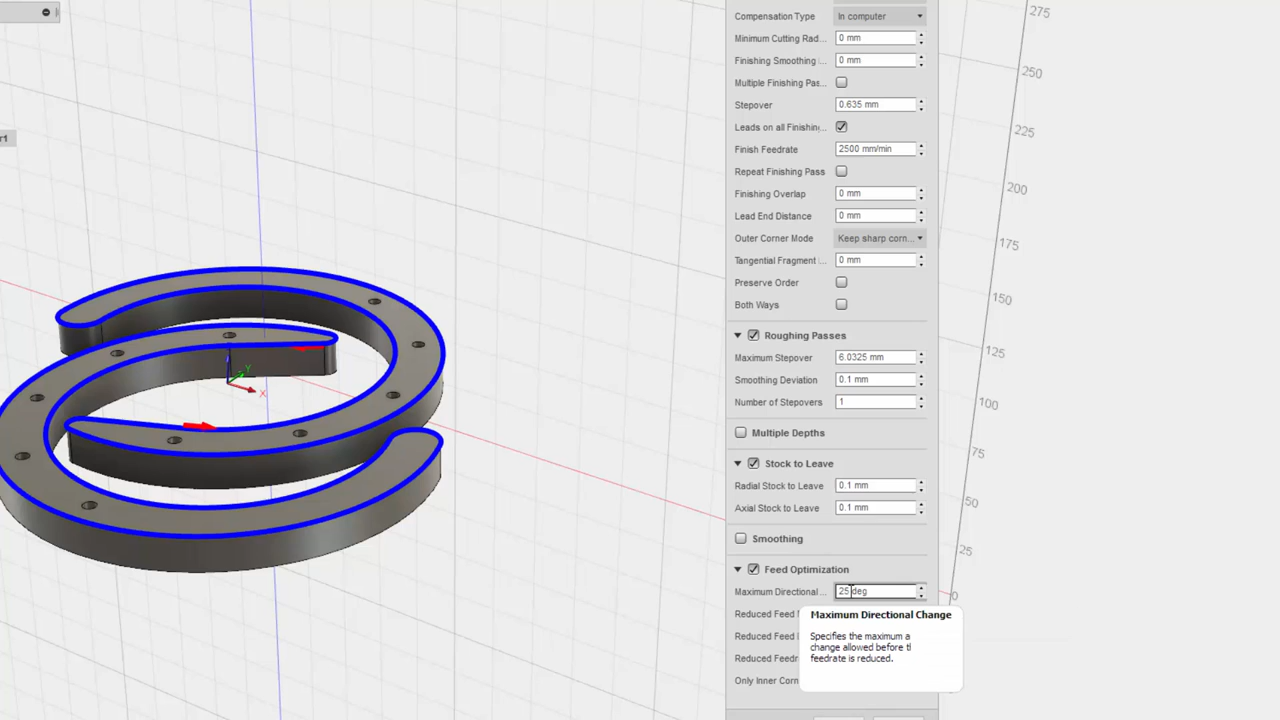 Compensation Type In computer
Minimum Cutting Rad... 0 mm
Finishing Smoothing 0 mm
Multiple Finishing Pas...
Stepover 0.635 mm
Leads on all Finishin...
Finish Feedrate 2500 mm/min
Repeat Finishing Pass
Finishing Overlap 0 mm
Lead End Distance 0 mm
Outer Corner Mode Keep sharp corn...
Tangential Fragment 0 mm
Preserve Order
Both Ways
Roughing Passes
Maximum Stepover 6.0325 mm
Smoothing Deviation 0.1 mm
Number of Stepovers 1
Multiple Depths
Stock to Leave
Radial Stock to Leave 0.1 mm
Axial Stock to Leave 0.1 mm
Smoothing
Feed Optimization
Maximum Directional ... 25 deg
Reduced Feed
Reduced Feed
Reduced Feedr
Only Inner Corn
Maximum Directional Change
Specifies the maximum a
change allowed before
feedrate is reduced.
275
250
225
200
175
150
125
100
75
50
25
0
X
Y
r1